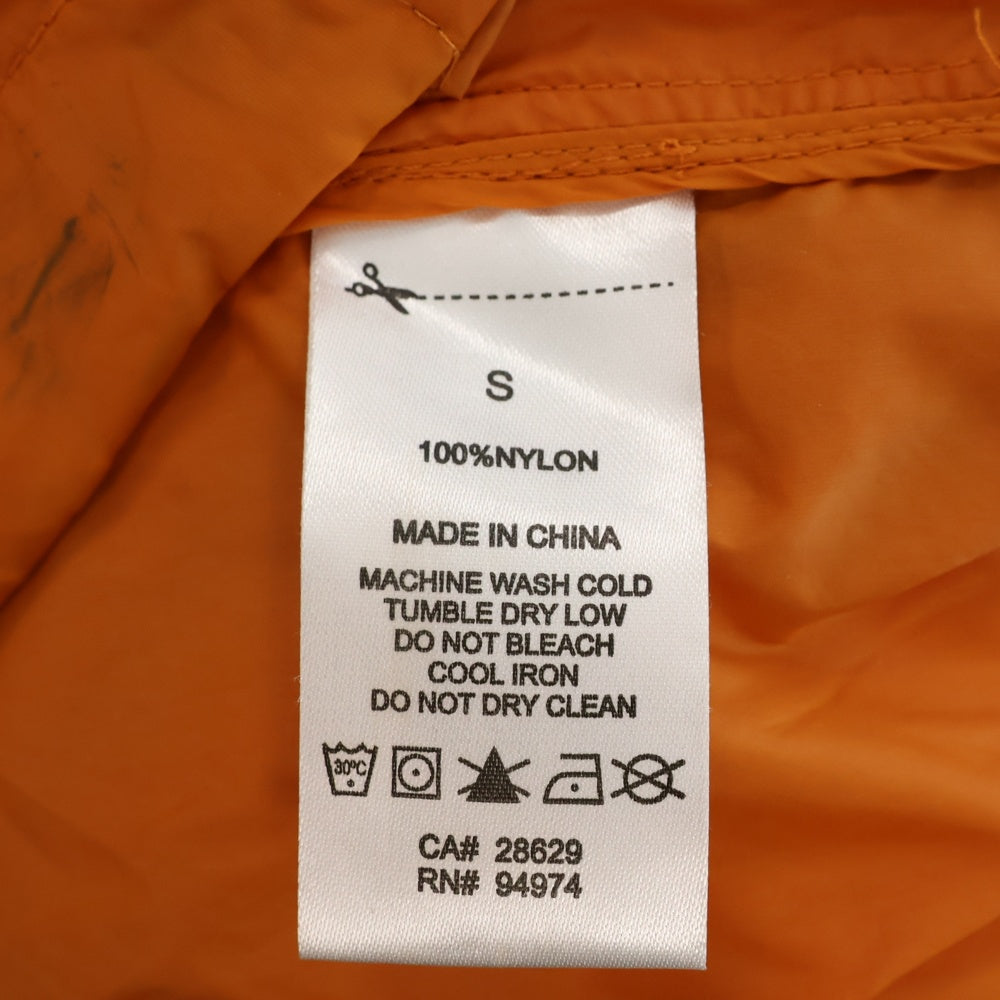 S
100%NYLON
MADE IN CHINA
MACHINE WASH COLD
TUMBLE DRY LOW
DO NOT BLEACH
COOL IRON
DO NOT DRY CLEAN
30°C
CA# 28629
RN# 94974